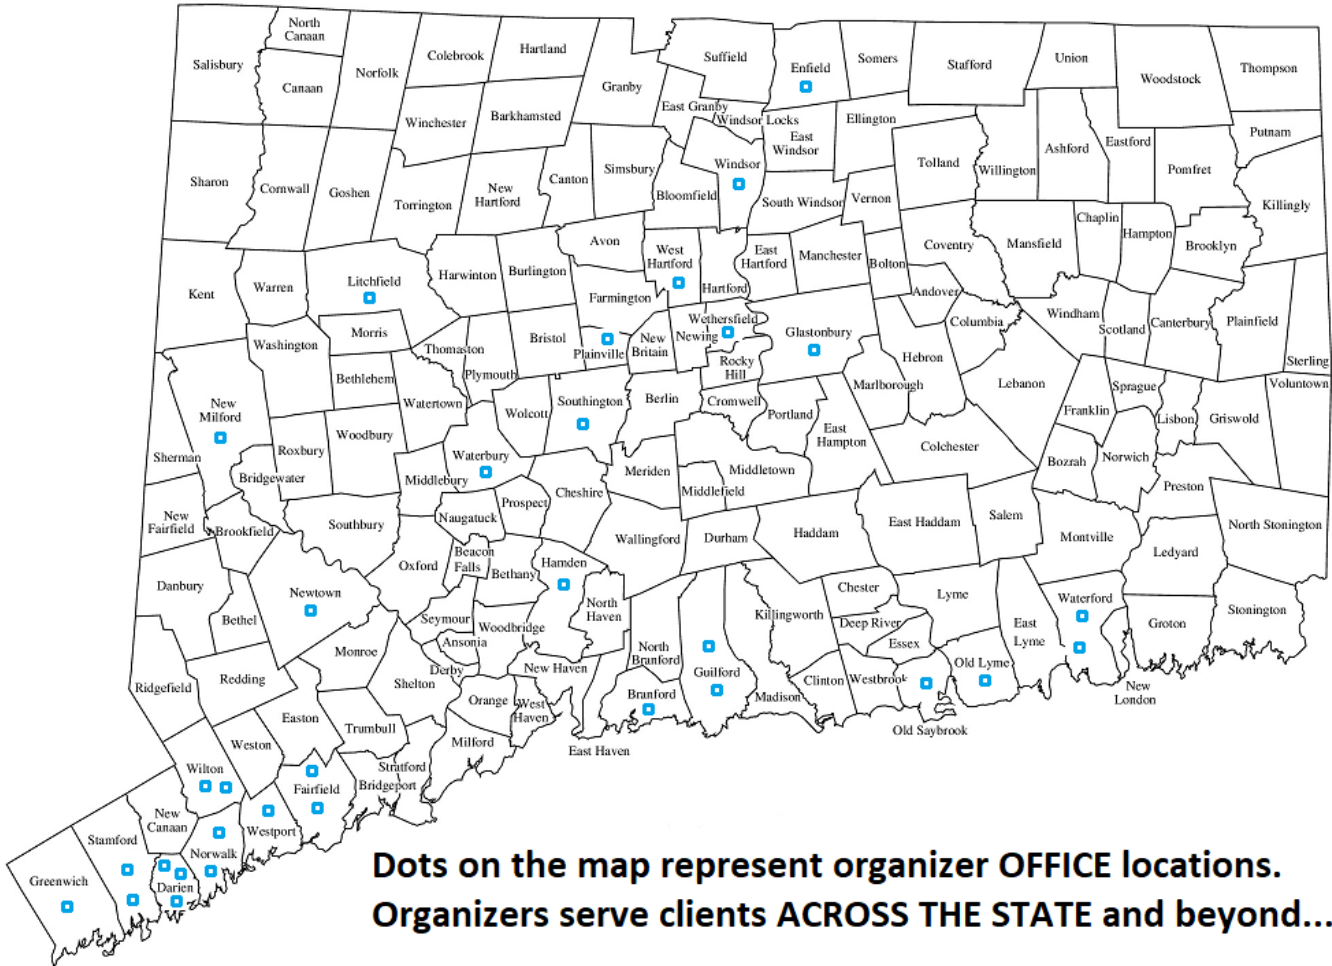 North
Canaan
Salisbury
Canaan
Norfolk
Colebrook
Hartland
Granby
Suffield
Enfield
Somers
Stafford
Union
Woodstock
Thompson
Winchester
Barkhamsted
East Granby
Windsor Locks
East
Windsor
Ellington
Tolland
Willington
Ashford
Eastford
Pomfret
Putnam
Sharon
Cornwall
Goshen
Torrington
New
Hartford
Canton
Simsbury
Bloomfield
Windsor
South Windsor
Vernon
Killingly
Kent
Warren
Litchfield
Harwinton
Burlington
Avon
Farmington
West
Hartford
Hartford
East
Hartford
Manchester
Bolton
Coventry
Andover
Mansfield
Chaplin
Hampton
Brooklyn
Washington
Morris
Bethlehem
Thomaston
Plymouth
Watertown
Bristol
Plainville
New
Britain
Newing
Wethersfield
Rocky
Hill
Glastonbury
Marlborough
Hebron
Columbia
Lebanon
Windham
Scotland
Canterbury
Plainfield
Sterling
Voluntown
New
Milford
Sherman
Bridgewater
Roxbury
Woodbury
Wolcott
Southington
Berlin
Cromwell
Portland
East
Hampton
Colchester
Franklin
Sprague
Lisbon
Griswold
Bozrah
Norwich
Preston
New
Fairfield
Brookfield
Southbury
Middlebury
Waterbury
Naugatuck
Prospect
Cheshire
Meriden
Middlefield
Middletown
Wallingford
Durham
Haddam
East Haddam
Salem
Montville
Ledyard
North Stonington
Danbury
Bethel
Newtown
Oxford
Beacon
Falls
Bethany
Hamden
North
Haven
Killingworth
Chester
Deep River
Essex
Lyme
East
Lyme
Waterford
Groton
Stonington
Ridgefield
Redding
Monroe
Seymour
Ansonia
Derby
Woodbridge
Shelton
New Haven
North
Branford
Branford
Guilford
Madison
Clinton
Westbrook
Old Lyme
Old Saybrook
New
London
Easton
Trumbull
Orange
West
Haven
Milford
East Haven
Weston
Wilton
Fairfield
Stratford
Bridgeport
New
Canaan
Westport
Norwalk
Stamford
Darien
Greenwich
Dots on the map represent organizer OFFICE locations.
Organizers serve clients ACROSS THE STATE and beyond...